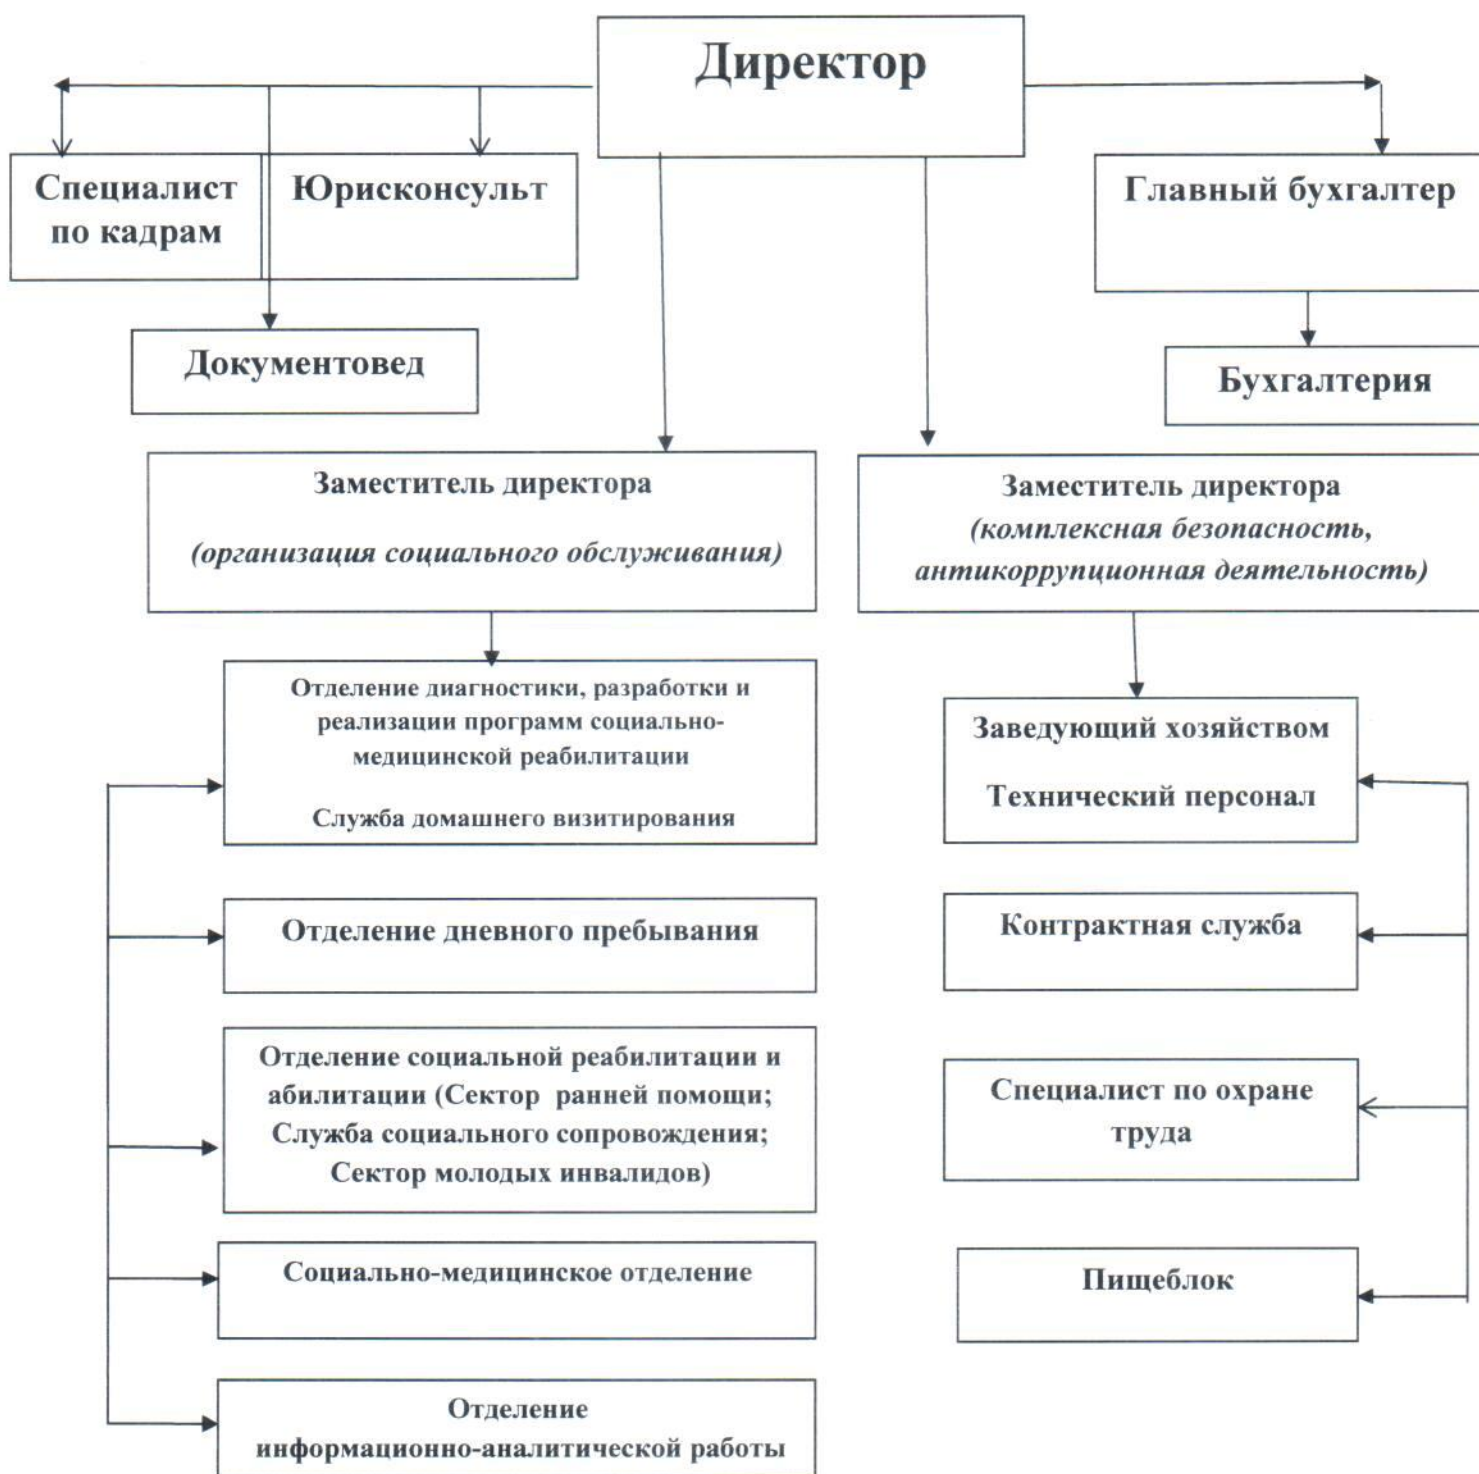 Директор
Специалист
по кадрам
Юрисконсульт
Главный бухгалтер
Документовед
Бухгалтерия
Заместитель директора
(организация социального обслуживания)
Заместитель директора
(комплексная безопасность,
антикоррупционная деятельность)
Отделение диагностики, разработки и
реализации программ социально-
медицинской реабилитации
Служба домашнего визитирования
Отделение дневного пребывания
Отделение социальной реабилитации и
абилитации (Сектор ранней помощи;
Служба социального сопровождения;
Сектор молодых инвалидов)
Социально-медицинское отделение
Отделение
информационно-аналитической работы
Заведующий хозяйством
Технический персонал
Контрактная служба
Специалист по охране
труда
Пищеблок